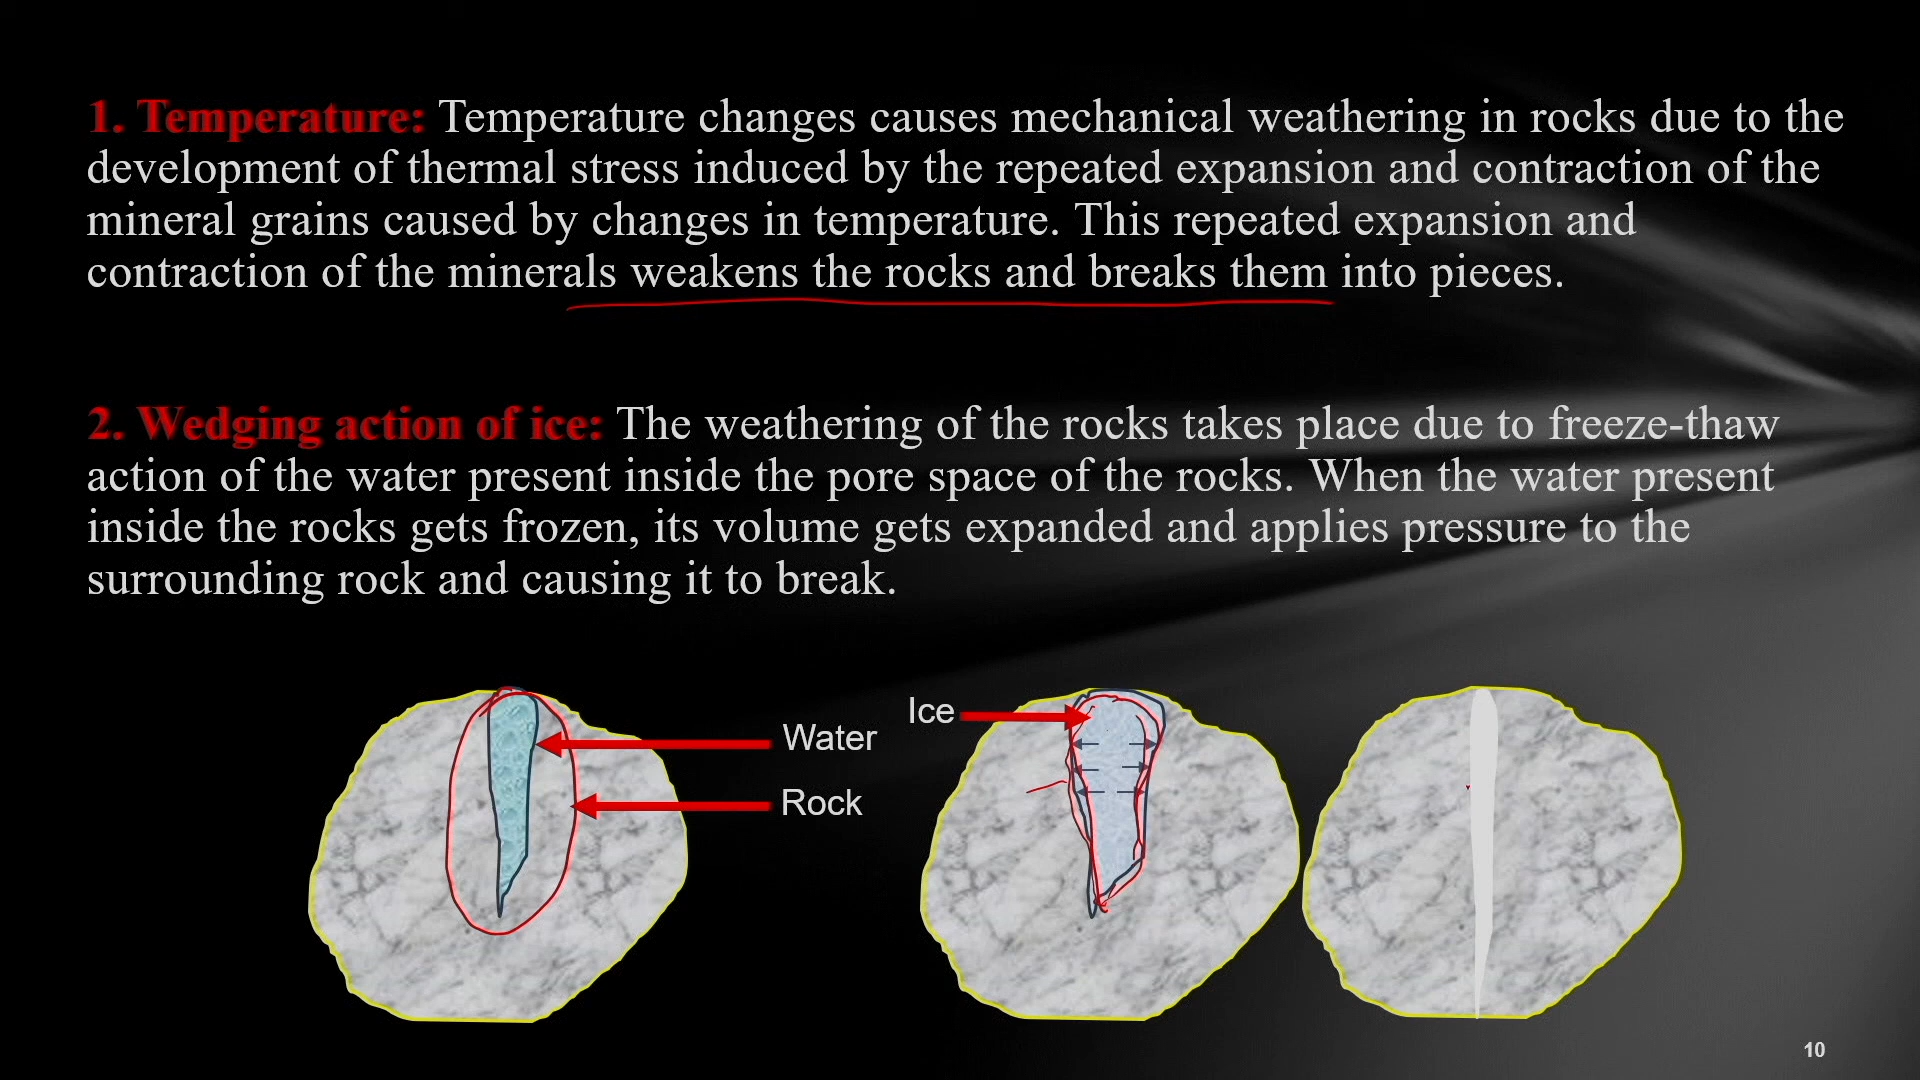 1. Temperature: Temperature changes causes mechanical weathering in rocks due to the
development of thermal stress induced by the repeated expansion and contraction of the
mineral grains caused by changes in temperature. This repeated expansion and
contraction of the minerals weakens the rocks and breaks them into pieces.
2. Wedging action of ice: The weathering of the rocks takes place due to freeze-thaw
action of the water present inside the pore space of the rocks. When the water present
inside the rocks gets frozen, its volume gets expanded and applies pressure to the
surrounding rock and causing it to break.
Ice
Water
Rock
10